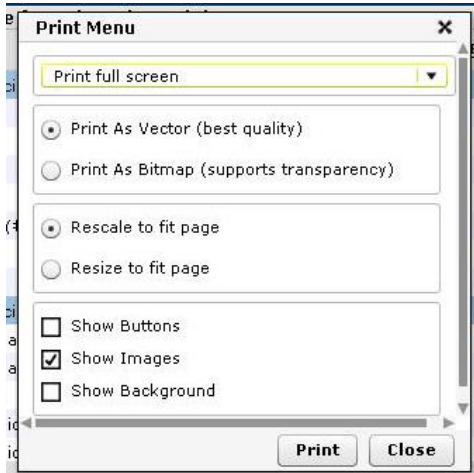 Print Menu
Print full screen
Print As Vector (best quality)
Print As Bitmap (supports transparency)
Rescale to fit page
Resize to fit page
Show Buttons
Show Images
Show Background
Print Close